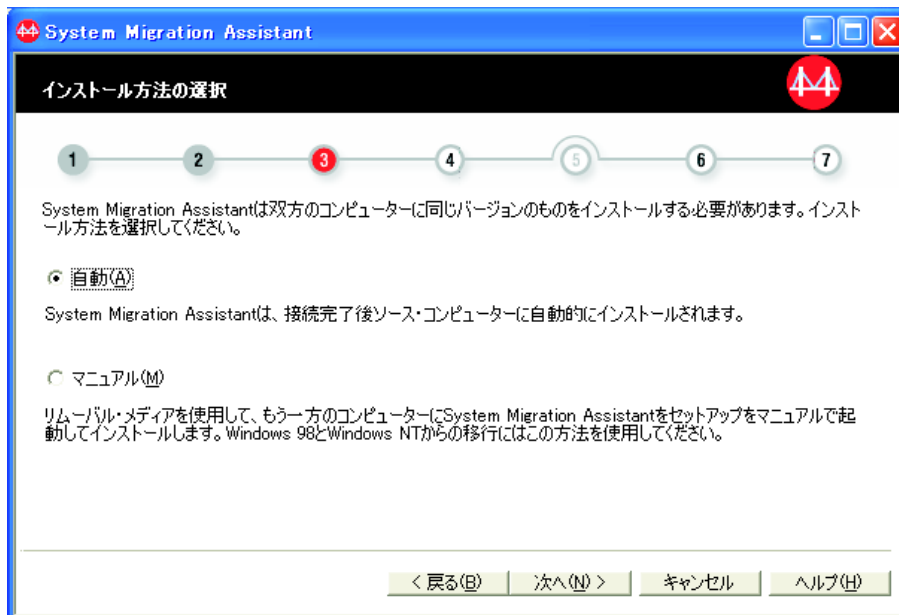 System Migration Assistant
インストール方法の選択
1 2 3 4 5 6 7
System Migration Assistantは双方のコンピューターに同じバージョンのものをインストールする必要があります。インスト
ール方法を選択してください。
自動(A)
System Migration Assistantは、接続完了後ソース・コンピューターに自動的にインストールされます。
マニュアル(M)
リムーバル・メディアを使用して、もう一方のコンピューターにSystem Migration Assistantをセットアップをマニュアルで起
動してインストールします。Windows 98とWindows NTからの移行にはこの方法を使用してください。
< 戻る(B) 次へ(N) > キャンセル ヘルプ(H)